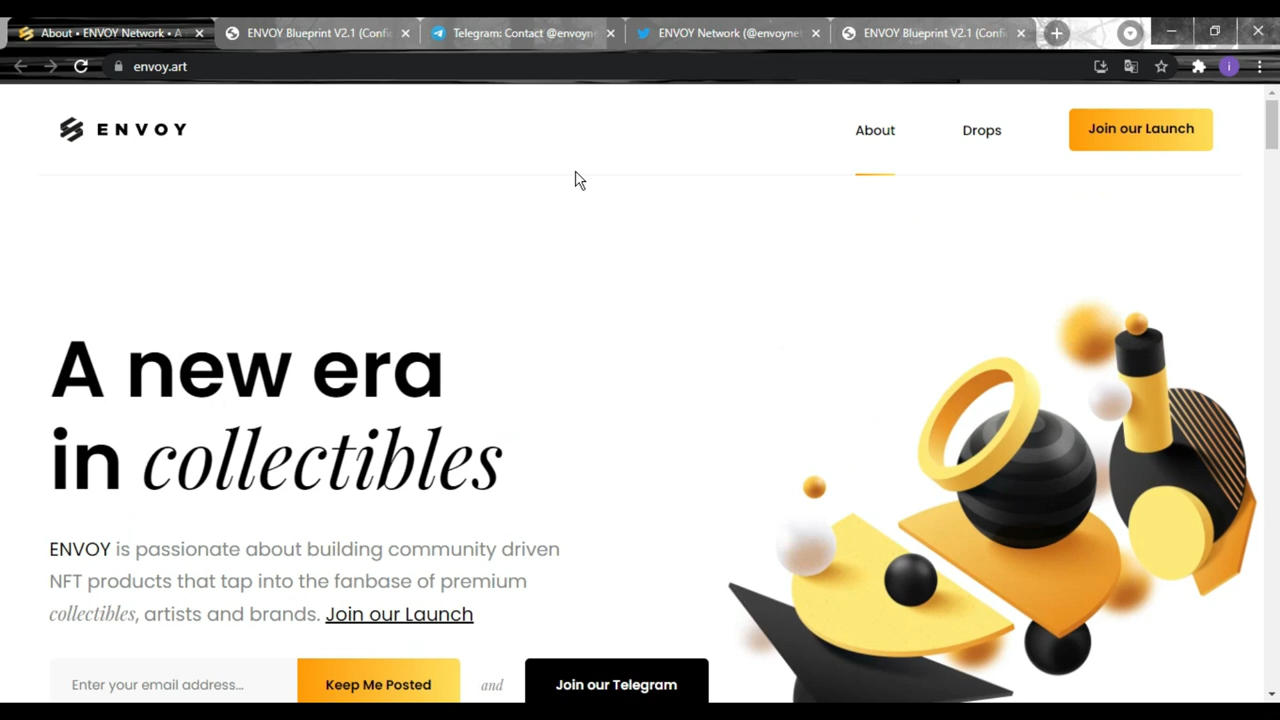 About • ENVOY Network • A
ENVOY Blueprint V2.1 (Confi
Telegram: Contact @envoyn
ENVOY Network (@envoyne
ENVOY Blueprint V2.1 (Confi
envoy.art
i
ENVOY
About
Drops
Join our Launch
A new era
in collectibles
ENVOY is passionate about building community driven
NFT products that tap into the fanbase of premium
collectibles, artists and brands. Join our Launch
Enter your email address...
Keep Me Posted
and
Join our Telegram